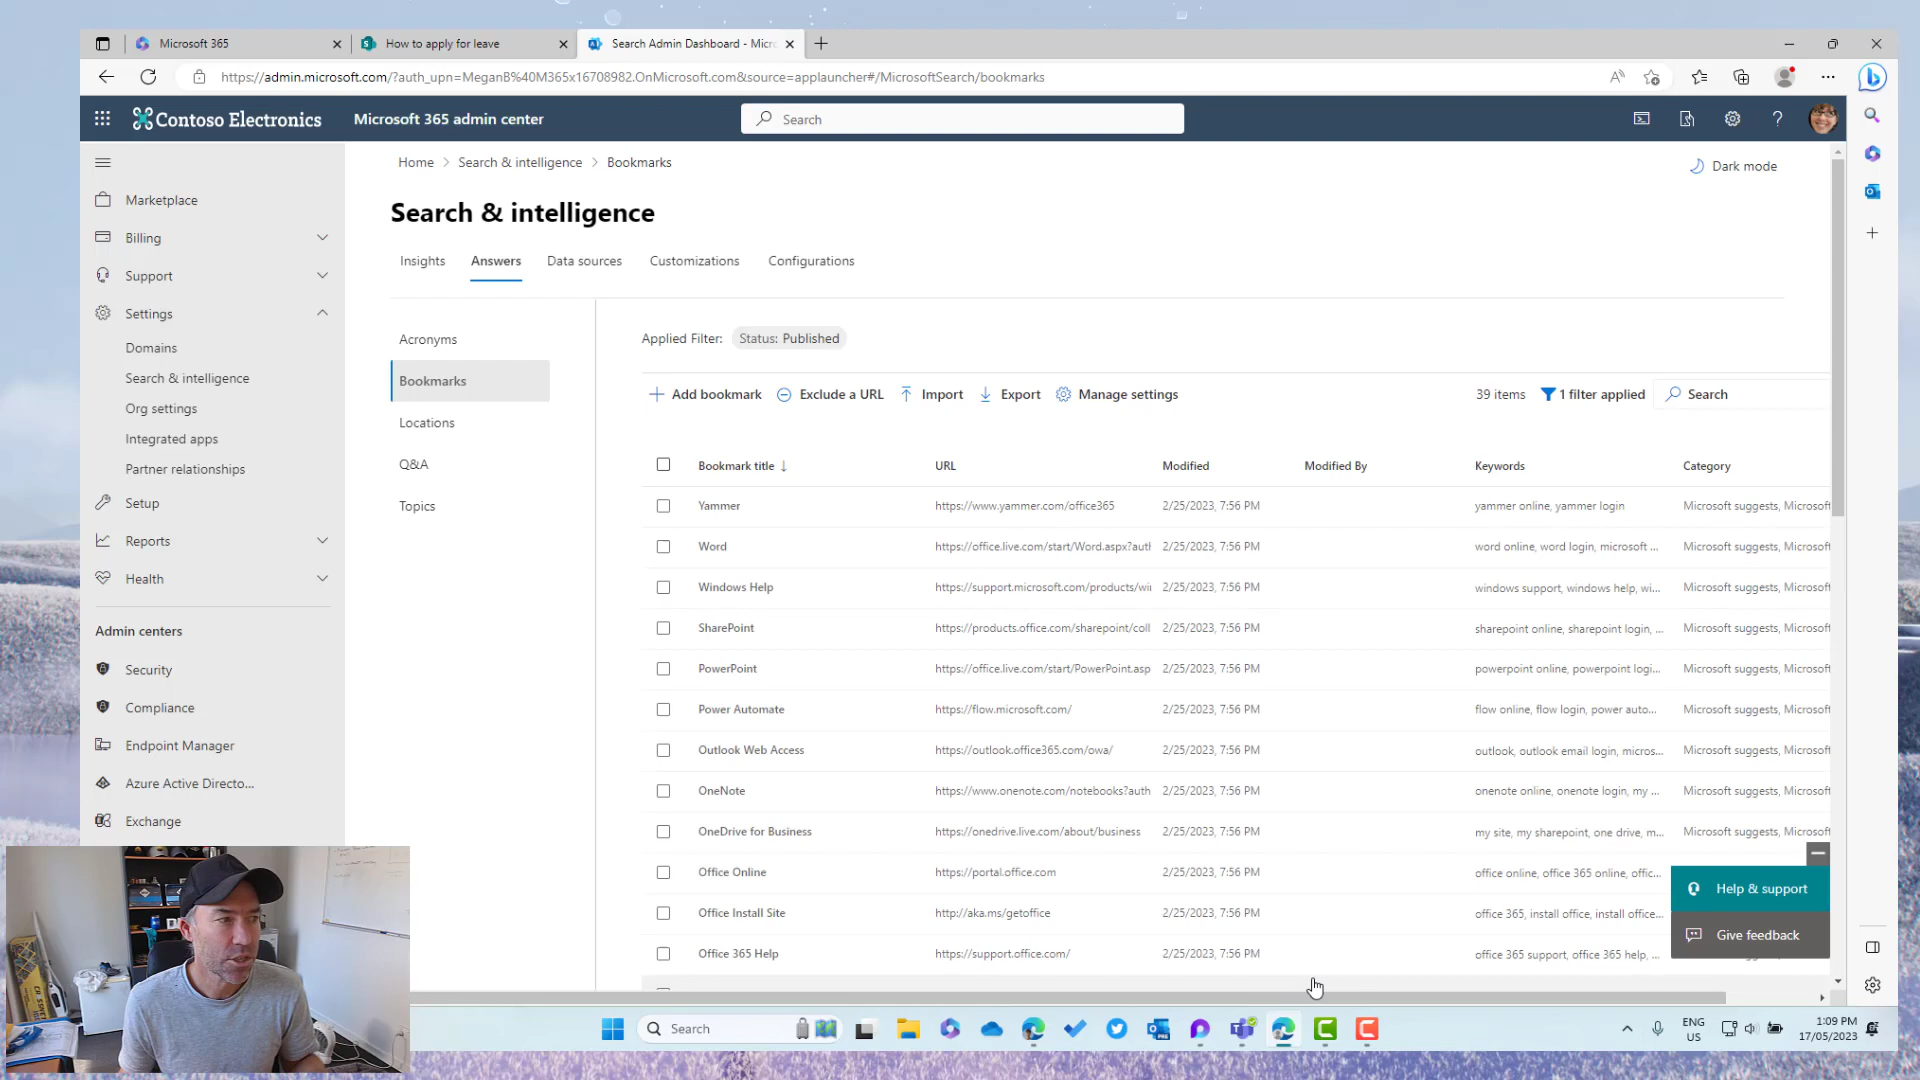 Microsoft 365
How to apply for leave
Search Admin Dashboard - Micro
https://admin.microsoft.com/?auth_upn=MeganB%40M365x16708982.OnMicrosoft.com&source=applauncher#/MicrosoftSearch/bookmarks
Contoso Electronics
Microsoft 365 admin center
Search
Home > Search & intelligence > Bookmarks
Dark mode
Marketplace
Billing
Support
Settings
Domains
Search & intelligence
Org settings
Integrated apps
Partner relationships
Setup
Reports
Health
Admin centers
Security
Compliance
Endpoint Manager
Azure Active Directo...
Exchange
Search & intelligence
Insights Answers Data sources Customizations Configurations
Acronyms
Bookmarks
Locations
Q&A
Topics
Applied Filter: Status: Published
Add bookmark Exclude a URL Import Export Manage settings 39 items 1 filter applied Search
Bookmark title ↓ URL Modified Modified By Keywords Category
Yammer https://www.yammer.com/office365 2/25/2023, 7:56 PM yammer online, yammer login Microsoft suggests, Microsoft
Word https://office.live.com/start/Word.aspx?autl 2/25/2023, 7:56 PM word online, word login, microsoft ... Microsoft suggests, Microsoft
Windows Help https://support.microsoft.com/products/wi 2/25/2023, 7:56 PM windows support, windows help, wi... Microsoft suggests, Microsoft
SharePoint https://products.office.com/sharepoint/coll 2/25/2023, 7:56 PM sharepoint online, sharepoint login, ... Microsoft suggests, Microsoft
PowerPoint https://office.live.com/start/PowerPoint.asp 2/25/2023, 7:56 PM powerpoint online, powerpoint logi... Microsoft suggests, Microsoft
Power Automate https://flow.microsoft.com/ 2/25/2023, 7:56 PM flow online, flow login, power auto... Microsoft suggests, Microsoft
Outlook Web Access https://outlook.office365.com/owa/ 2/25/2023, 7:56 PM outlook, outlook email login, micros... Microsoft suggests, Microsoft
OneNote https://www.onenote.com/notebooks?auth 2/25/2023, 7:56 PM onenote online, onenote login, my ... Microsoft suggests, Microsoft
OneDrive for Business https://onedrive.live.com/about/business 2/25/2023, 7:56 PM my site, my sharepoint, one drive, m... Microsoft suggests, Microsoft
Office Online https://portal.office.com 2/25/2023, 7:56 PM office online, office 365 online, offic...
Office Install Site http://aka.ms/getoffice 2/25/2023, 7:56 PM office 365, install office, install office...
Office 365 Help https://support.office.com/ 2/25/2023, 7:56 PM office 365 support, office 365 help, ...
Help & support
Give feedback
Search
ENG
US
1:09 PM
17/05/2023